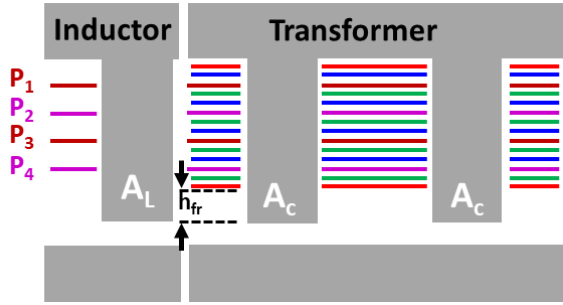 Inductor
Transformer
P1
P2
P3
P4
AL
hfr
Ac
Ac